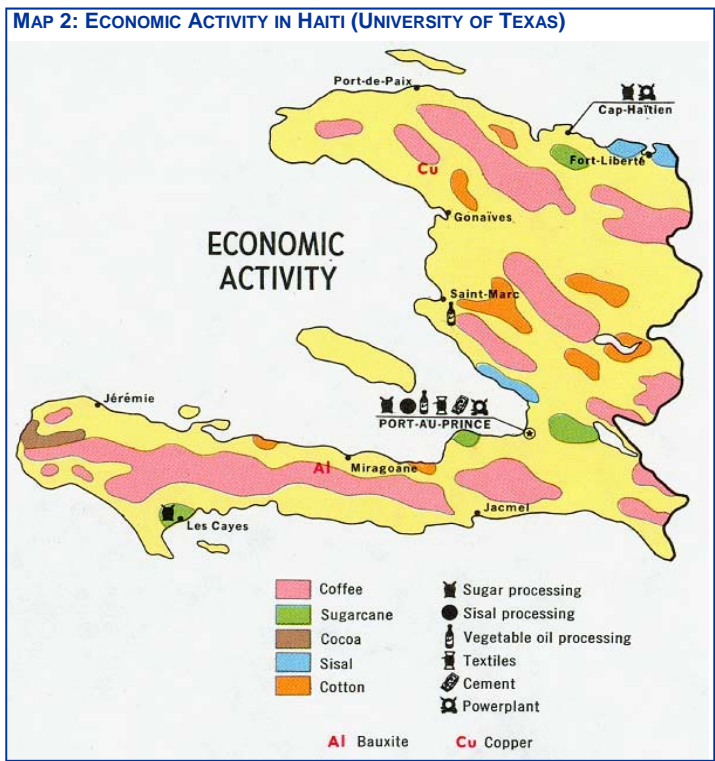 MAP 2: ECONOMIC ACTIVITY IN HAITI (UNIVERSITY OF TEXAS)
Port-de-Paix
Cap-Haïtien
Fort-Liberté
Cu
Gonaïves
ECONOMIC
ACTIVITY
Saint-Marc
Jérémie
PORT-AU-PRINCE
Al
Miragoâne
Jacmel
Les Cayes
Coffee
Sugarcane
Cocoa
Sisal
Cotton
Sugar processing
Sisal processing
Vegetable oil processing
Textiles
Cement
Powerplant
Al Bauxite
Cu Copper